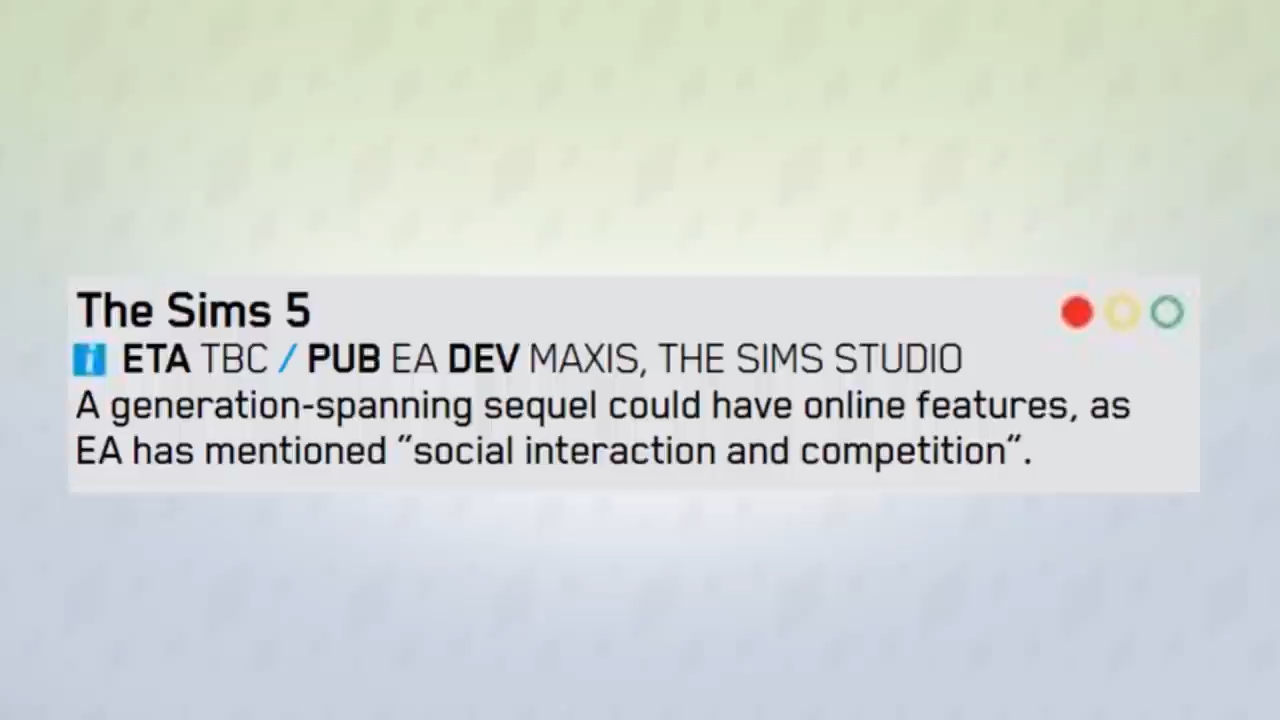 The Sims 5
i ETA TBC / PUB EA DEV MAXIS, THE SIMS STUDIO
A generation-spanning sequel could have online features, as
EA has mentioned “social interaction and competition“.